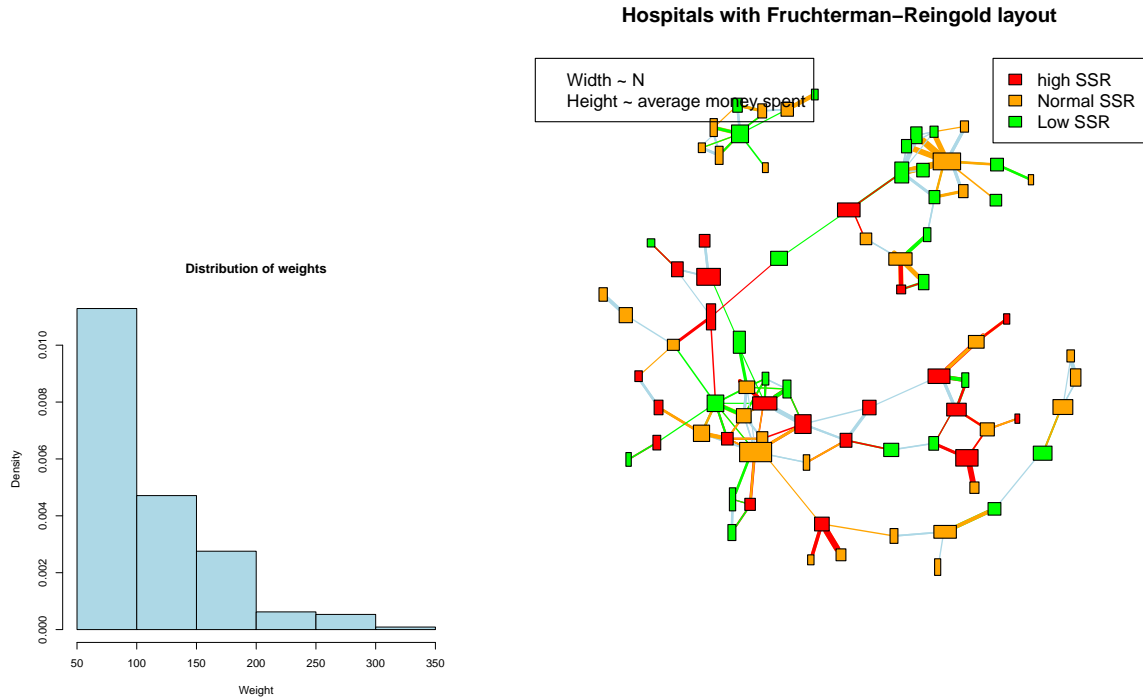 Hospitals with Fruchterman−Reingold layout
Width ~ N
Height ~ average money spent
high SSR
Normal SSR
Low SSR
Distribution of weights
Density
0.000
0.002
0.004
0.006
0.008
0.010
50
100
150
200
250
300
350
Weight